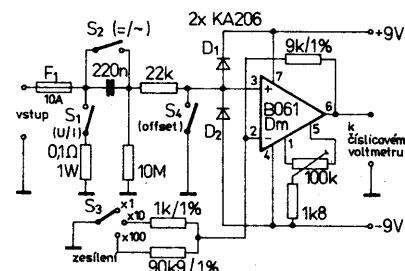 2x KA206
S₂ (=/~)
+9V
F₁
10A
220n
22k
D₁
9k/1%
vstup
S₁
(U/I)
S₄
(offset)
D₂
3
+
7
B061
Dm
6
2
−
4
1
5
k
číslicovému
voltmetru
0,1Ω
1W
10M
100k
1k8
S₃
x1
x10
x100
1k/1%
zesílení
90k9/1%
−9V